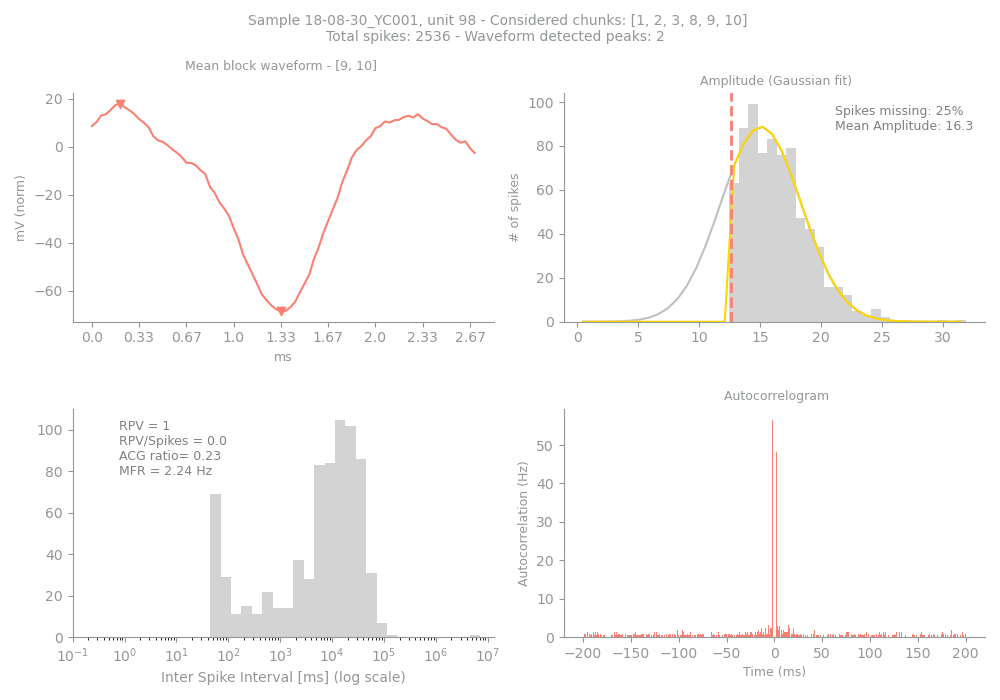 Sample 18-08-30_YC001, unit 98 - Considered chunks: [1, 2, 3, 8, 9, 10]
Total spikes: 2536 - Waveform detected peaks: 2
Mean block waveform - [9, 10]
20
0
−20
−40
−60
mV (norm)
0.0 0.33 0.67 1.0 1.33 1.67 2.0 2.33 2.67
ms
Amplitude (Gaussian fit)
Spikes missing: 25%
Mean Amplitude: 16.3
100
80
60
40
20
0
# of spikes
0 5 10 15 20 25 30
RPV = 1
RPV/Spikes = 0.0
ACG ratio= 0.23
MFR = 2.24 Hz
100
80
60
40
20
0
10⁻¹ 10⁰ 10¹ 10² 10³ 10⁴ 10⁵ 10⁶ 10⁷
Inter Spike Interval [ms] (log scale)
Autocorrelogram
50
40
30
20
10
0
Autocorrelation (Hz)
−200 −150 −100 −50 0 50 100 150 200
Time (ms)